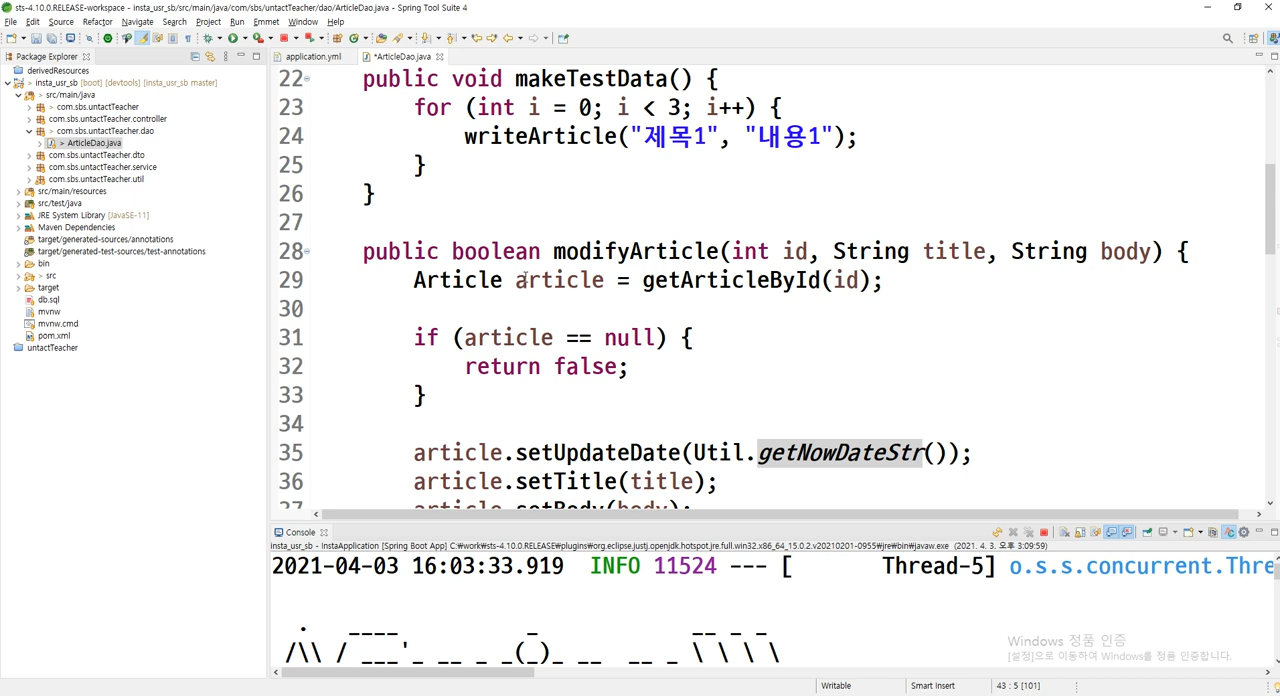 sts-4.10.0.RELEASE-workspace - insta_usr_sb/src/main/java/com/sbs/untactTeacher/dao/ArticleDao.java - Spring Tool Suite 4
File Edit Source Refactor Navigate Search Project Run Emmet Window Help
Package Explorer
application.yml
*ArticleDao.java
derivedResources
> insta_usr_sb [boot] [devtools] [insta_usr_sb master]
> src/main/java
> com.sbs.untactTeacher
> com.sbs.untactTeacher.controller
> com.sbs.untactTeacher.dao
> ArticleDao.java
com.sbs.untactTeacher.dto
com.sbs.untactTeacher.service
com.sbs.untactTeacher.util
src/main/resources
src/test/java
JRE System Library [JavaSE-11]
Maven Dependencies
target/generated-sources/annotations
target/generated-test-sources/test-annotations
bin
> src
target
db.sql
mvnw
mvnw.cmd
pom.xml
untactTeacher
22 public void makeTestData() {
23 for (int i = 0; i < 3; i++) {
24 writeArticle("제목1", "내용1");
25 }
26 }
27
28 public boolean modifyArticle(int id, String title, String body) {
29 Article article = getArticleById(id);
30
31 if (article == null) {
32 return false;
33 }
34
35 article.setUpdateDate(Util.getNowDateStr());
36 article.setTitle(title);
37 article.setBody(body);
Console
insta_usr_sb - InstaApplication [Spring Boot App] C:₩work₩sts-4.10.0.RELEASE₩plugins₩org.eclipse.justj.openjdk.hotspot.jre.full.win32.x86_64_15.0.2.v20210201-0955₩jre₩bin₩javaw.exe (2021. 4. 3. 오후 3:09:59)
2021-04-03 16:03:33.919 INFO 11524 --- [ Thread-5] o.s.s.concurrent.Thre
. ____ _ __ _ _
/\\ / ___'_ __ _ _(_)_ __ __ _ \ \ \ \
Windows 정품 인증
[설정]으로 이동하여 Windows를 정품 인증합니다.
Writable Smart Insert 43 : 5 [101]